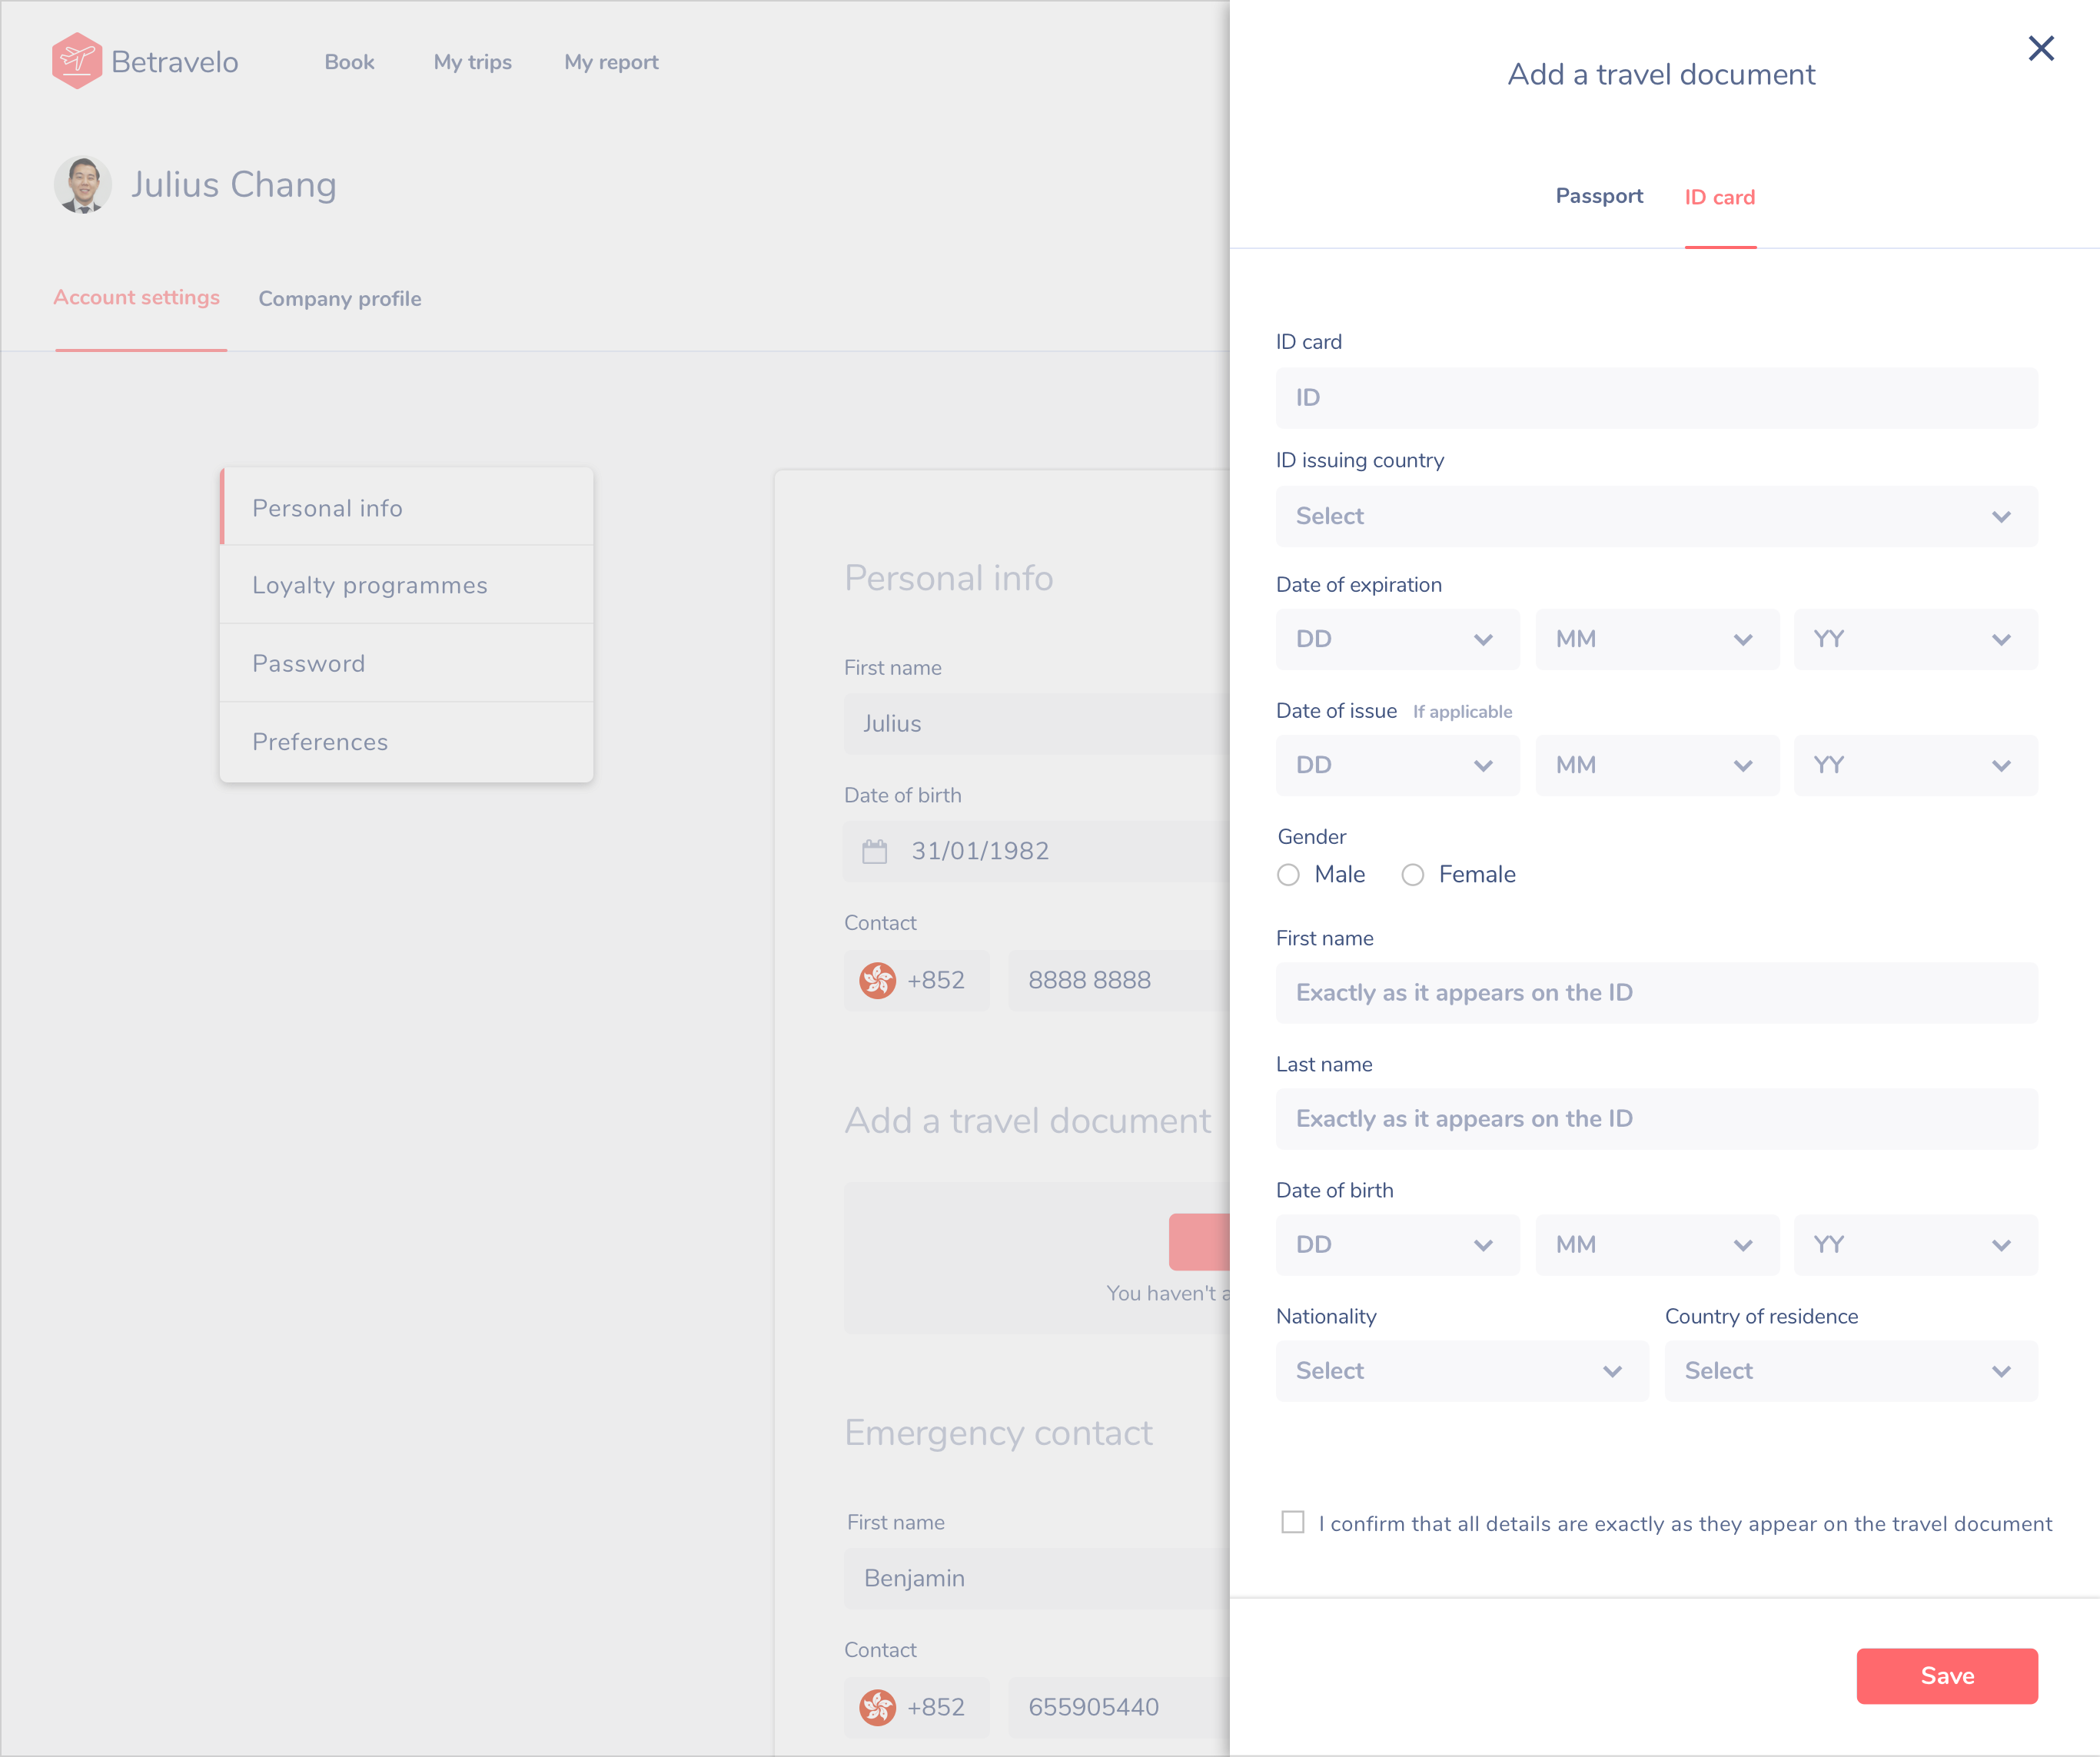 Betravelo
Book
My trips
My report
Julius Chang
Account settings
Company profile
Personal info
Loyalty programmes
Password
Preferences
Personal info
First name
Julius
Date of birth
31/01/1982
Contact
+852
8888 8888
Add a travel document
You haven't a
Emergency contact
First name
Benjamin
Contact
+852
655905440
Add a travel document
Passport
ID card
ID card
ID
ID issuing country
Select
Date of expiration
DD
MM
YY
Date of issue If applicable
DD
MM
YY
Gender
Male
Female
First name
Exactly as it appears on the ID
Last name
Exactly as it appears on the ID
Date of birth
DD
MM
YY
Nationality
Select
Country of residence
Select
I confirm that all details are exactly as they appear on the travel document
Save